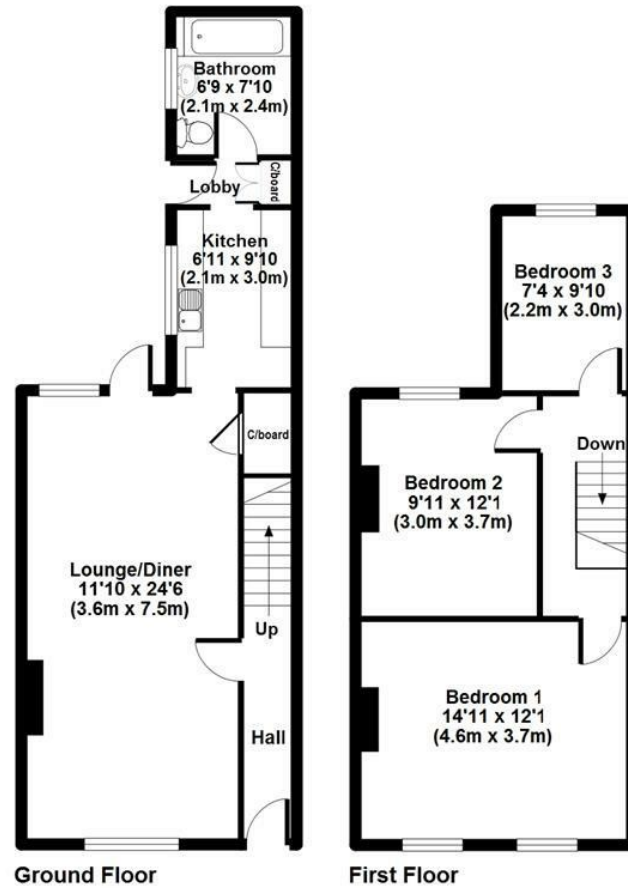 Bathroom
6'9 x 7'10
(2.1m x 2.4m)
Lobby
C/board
Kitchen
6'11 x 9'10
(2.1m x 3.0m)
C/board
Lounge/Diner
11'10 x 24'6
(3.6m x 7.5m)
Up
Hall
Ground Floor
Bedroom 3
7'4 x 9'10
(2.2m x 3.0m)
Down
Bedroom 2
9'11 x 12'1
(3.0m x 3.7m)
Bedroom 1
14'11 x 12'1
(4.6m x 3.7m)
First Floor